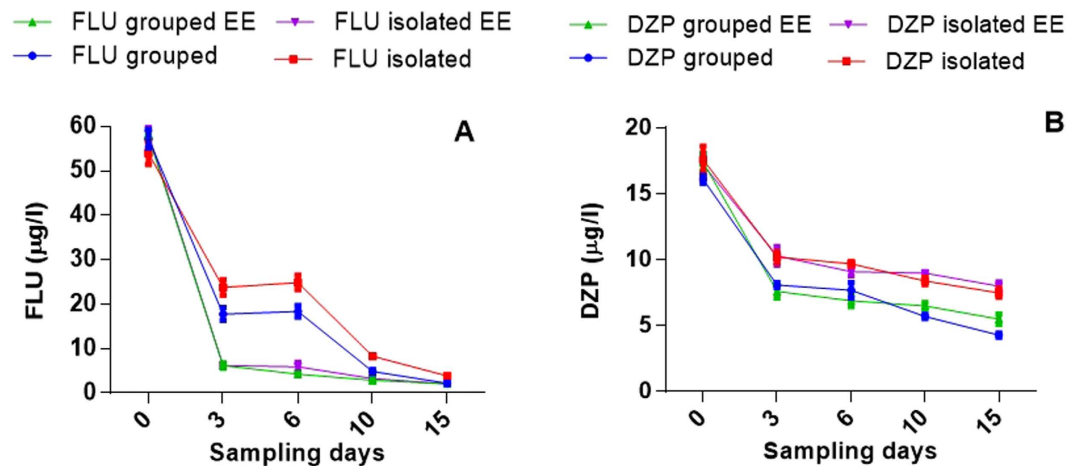 FLU grouped EE FLU isolated EE
FLU grouped FLU isolated
A
60
50
40
30
20
10
0
FLU (µg/l)
0 3 6 10 15
Sampling days
DZP grouped EE DZP isolated EE
DZP grouped DZP isolated
B
20
15
10
5
0
DZP (µg/l)
0 3 6 10 15
Sampling days